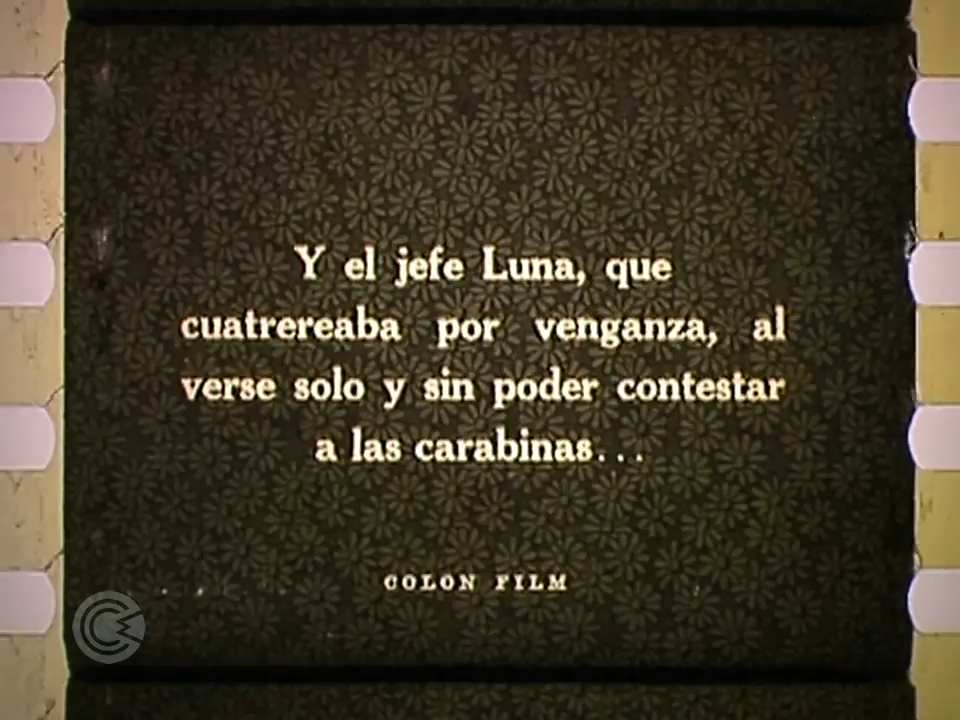 Y el jefe Luna, que
cuatrereaba por venganza, al
verse solo y sin poder contestar
a las carabinas...
COLON FILM